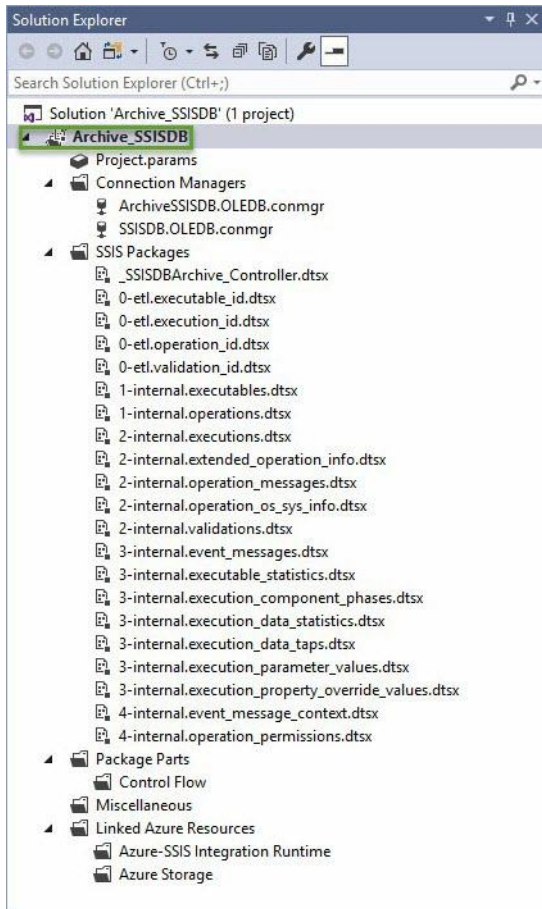 Solution Explorer
Search Solution Explorer (Ctrl+;)
Solution 'Archive_SSISDB' (1 project)
Archive_SSISDB
Project.params
Connection Managers
ArchiveSSISDB.OLEDB.conmgr
SSISDB.OLEDB.conmgr
SSIS Packages
_SSISDBArchive_Controller.dtsx
0-etl.executable_id.dtsx
0-etl.execution_id.dtsx
0-etl.operation_id.dtsx
0-etl.validation_id.dtsx
1-internal.executables.dtsx
1-internal.operations.dtsx
2-internal.executions.dtsx
2-internal.extended_operation_info.dtsx
2-internal.operation_messages.dtsx
2-internal.operation_os_sys_info.dtsx
2-internal.validations.dtsx
3-internal.event_messages.dtsx
3-internal.executable_statistics.dtsx
3-internal.execution_component_phases.dtsx
3-internal.execution_data_statistics.dtsx
3-internal.execution_data_taps.dtsx
3-internal.execution_parameter_values.dtsx
3-internal.execution_property_override_values.dtsx
4-internal.event_message_context.dtsx
4-internal.operation_permissions.dtsx
Package Parts
Control Flow
Miscellaneous
Linked Azure Resources
Azure-SSIS Integration Runtime
Azure Storage